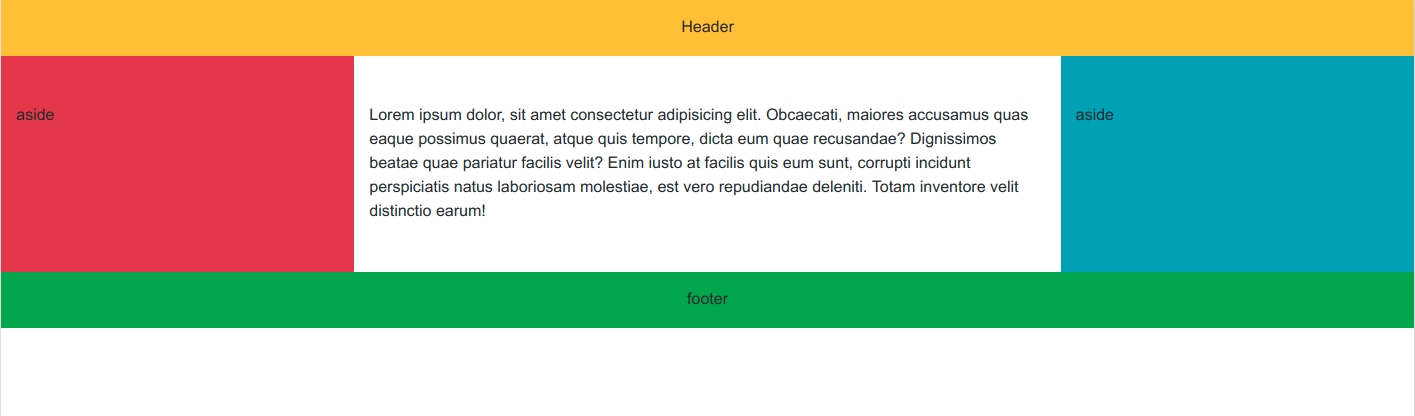 Header
aside
Lorem ipsum dolor, sit amet consectetur adipisicing elit. Obcaecati, maiores accusamus quas
eaque possimus quaerat, atque quis tempore, dicta eum quae recusandae? Dignissimos
beatae quae pariatur facilis velit? Enim iusto at facilis quis eum sunt, corrupti incidunt
perspiciatis natus laboriosam molestiae, est vero repudiandae deleniti. Totam inventore velit
distinctio earum!
aside
footer